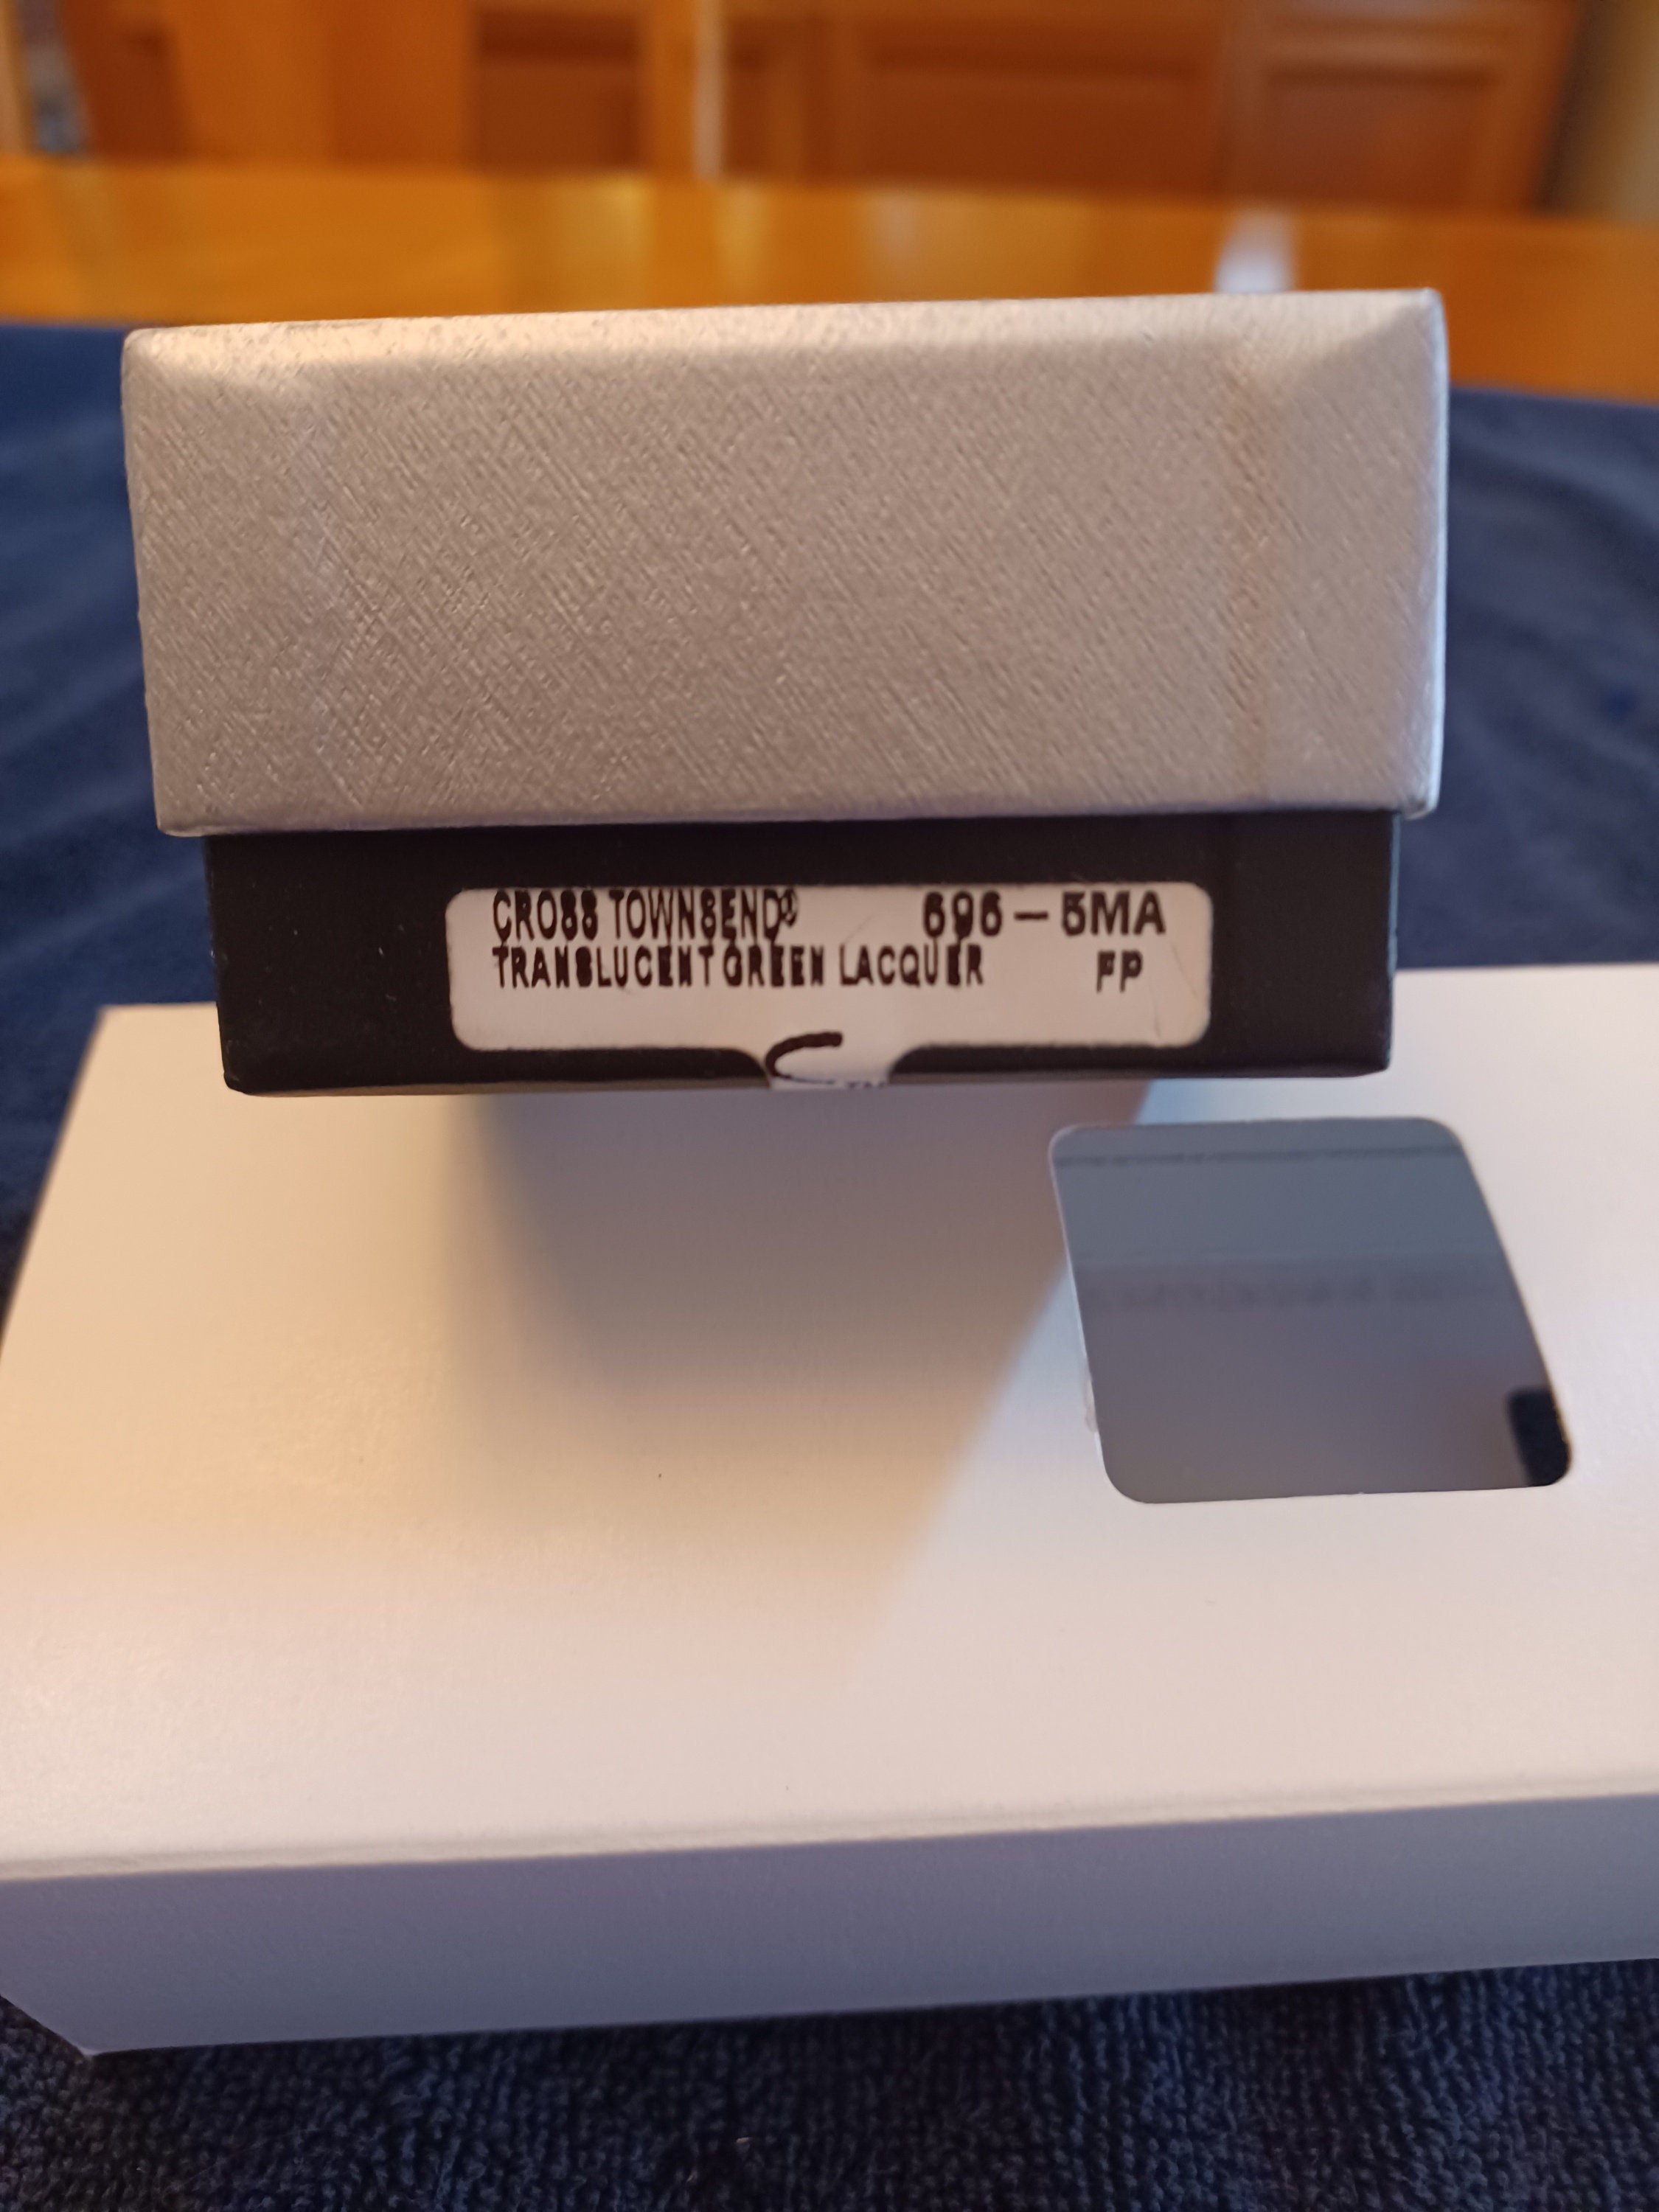 CROSS TOWNSEND® 696-5MA
TRANSLUCENT GREEN LACQUER FP